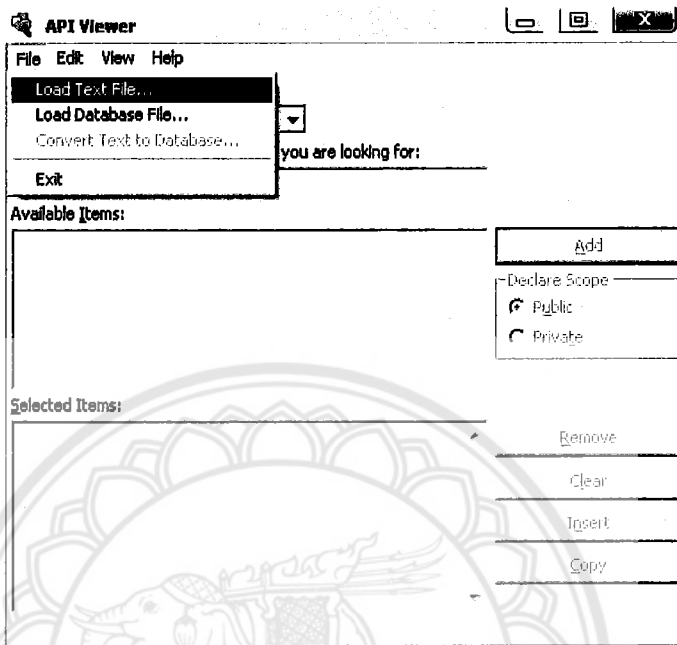 API Viewer
File Edit View Help
Load Text File...
Load Database File...
Convert Text to Database...
Exit
you are looking for:
Available Items:
Add
Declare Scope
Public
Private
Selected Items:
Remove
Clear
Insert
Copy